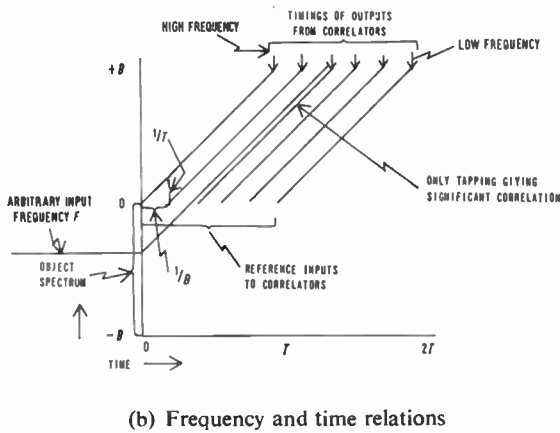 TIMINGS OF OUTPUTS
FROM CORRELATORS
HIGH FREQUENCY
LOW FREQUENCY
+B
1/T
ONLY TAPPING GIVING
SIGNIFICANT CORRELATION
0
ARBITRARY INPUT
FREQUENCY F
OBJECT
SPECTRUM
1/B
REFERENCE INPUTS
TO CORRELATORS
-B
0
T
2T
TIME
(b) Frequency and time relations